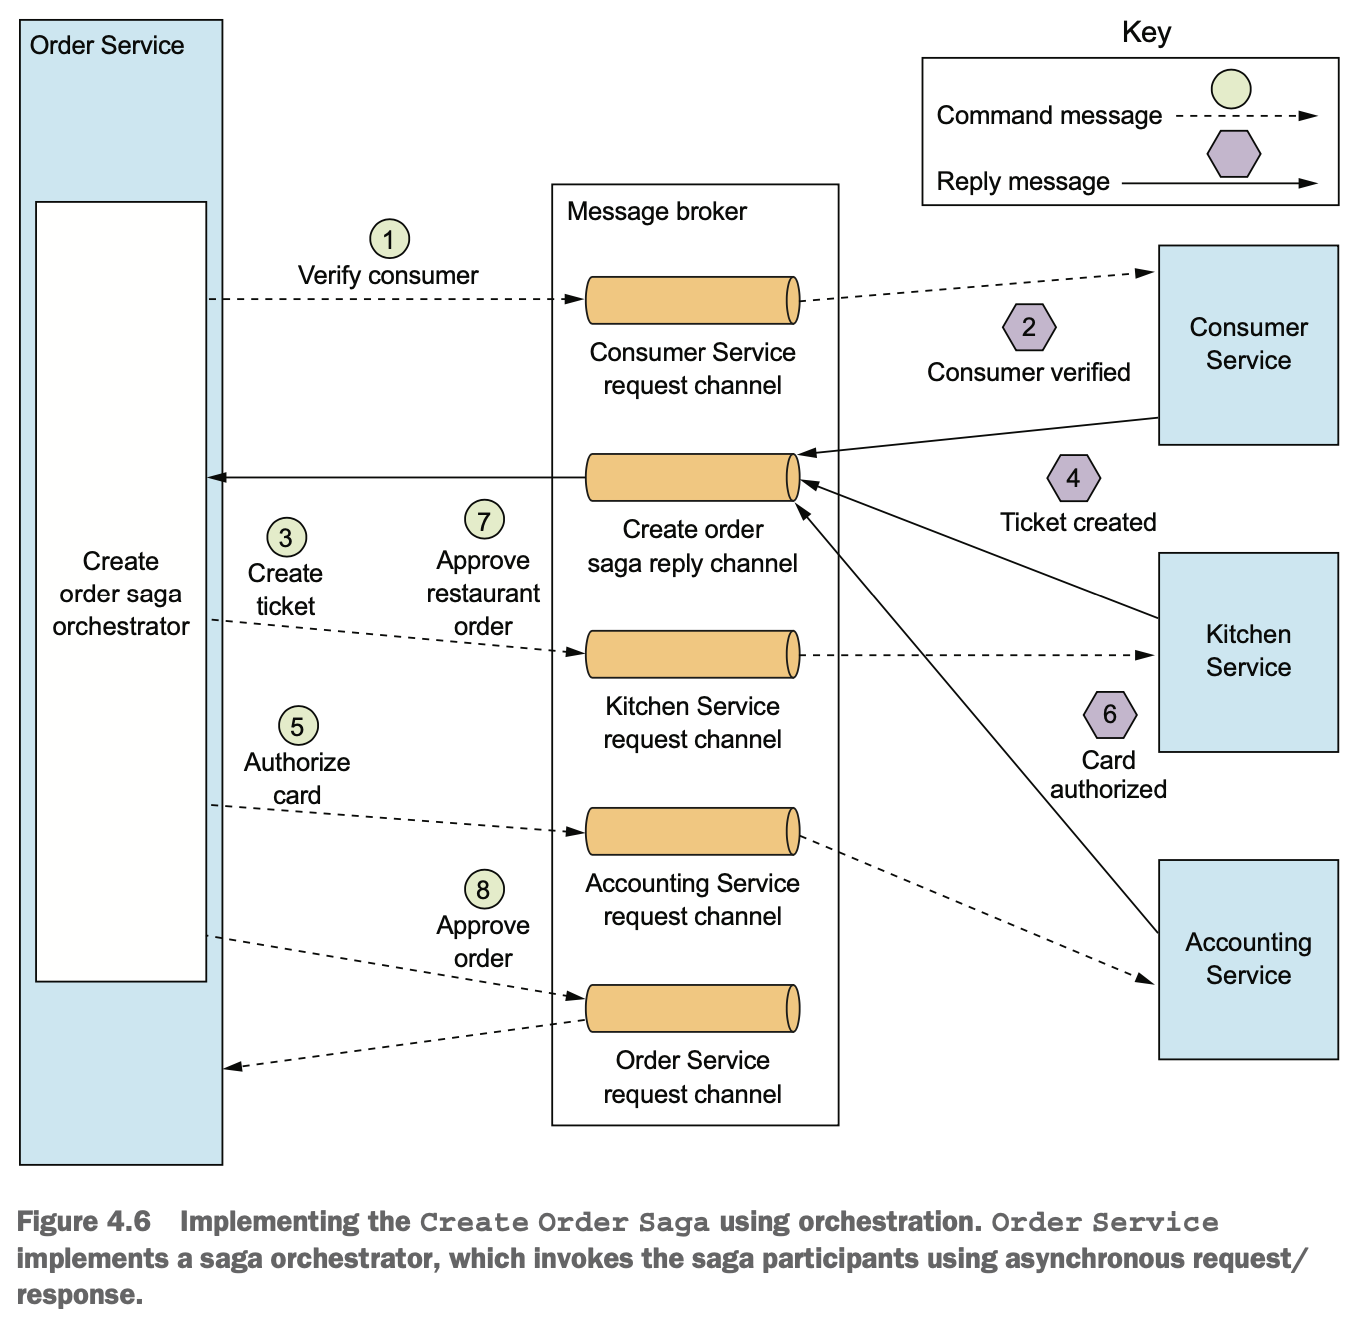 Order Service
Key
Command message
Reply message
Message broker
1
Verify consumer
Consumer Service
request channel
2
Consumer verified
Consumer
Service
Create order
saga reply channel
4
Ticket created
3
Create
ticket
7
Approve
restaurant
order
Create
order saga
orchestrator
Kitchen Service
request channel
Kitchen
Service
5
Authorize
card
6
Card
authorized
Accounting Service
request channel
8
Approve
order
Accounting
Service
Order Service
request channel
Figure 4.6 Implementing the Create Order Saga using orchestration. Order Service
implements a saga orchestrator, which invokes the saga participants using asynchronous request/
response.